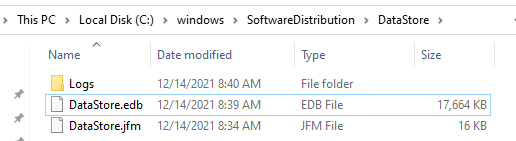 This PC > Local Disk (C:) > windows > SoftwareDistribution > DataStore >
Name Date modified Type Size
Logs 12/14/2021 8:40 AM File folder
DataStore.edb 12/14/2021 8:39 AM EDB File 17,664 KB
DataStore.jfm 12/14/2021 8:34 AM JFM File 16 KB